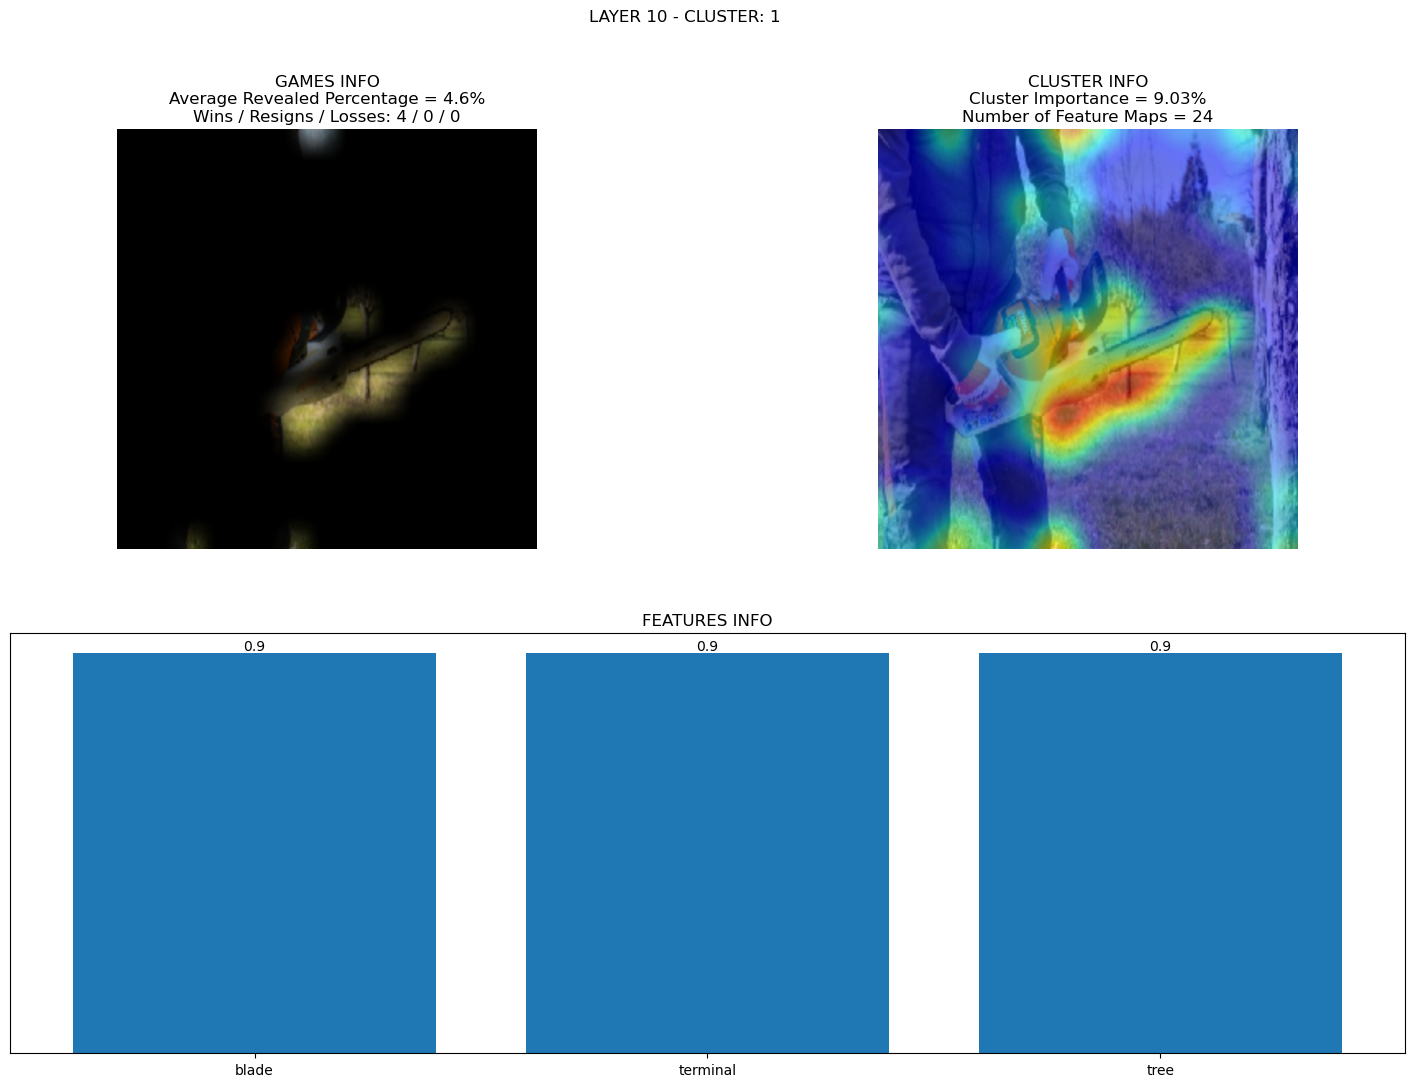 LAYER 10 - CLUSTER: 1
GAMES INFO
Average Revealed Percentage = 4.6%
Wins / Resigns / Losses: 4 / 0 / 0
CLUSTER INFO
Cluster Importance = 9.03%
Number of Feature Maps = 24
FEATURES INFO
0.9
0.9
0.9
blade
terminal
tree